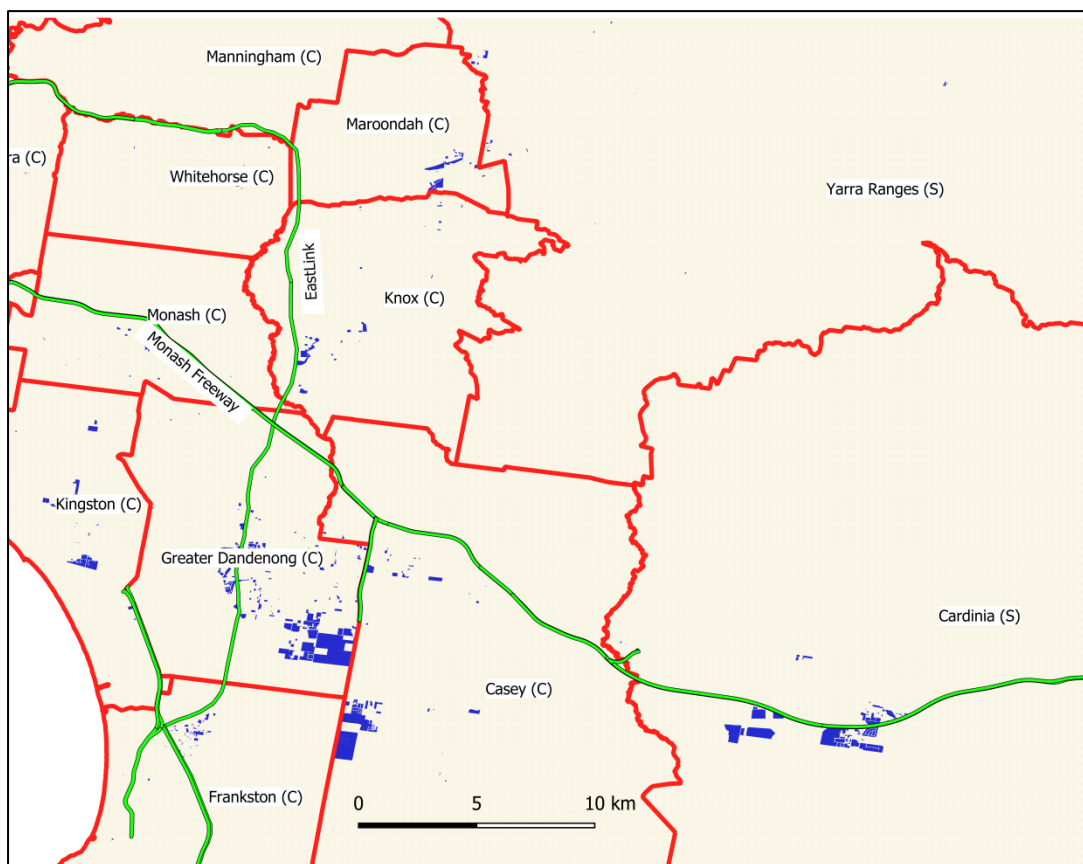 Manningham (C)
Maroondah (C)
ra (C)
Whitehorse (C)
Yarra Ranges (S)
EastLink
Knox (C)
Monash (C)
Monash Freeway
Kingston (C)
Greater Dandenong (C)
Cardinia (S)
Casey (C)
Frankston (C)
0 5 10 km